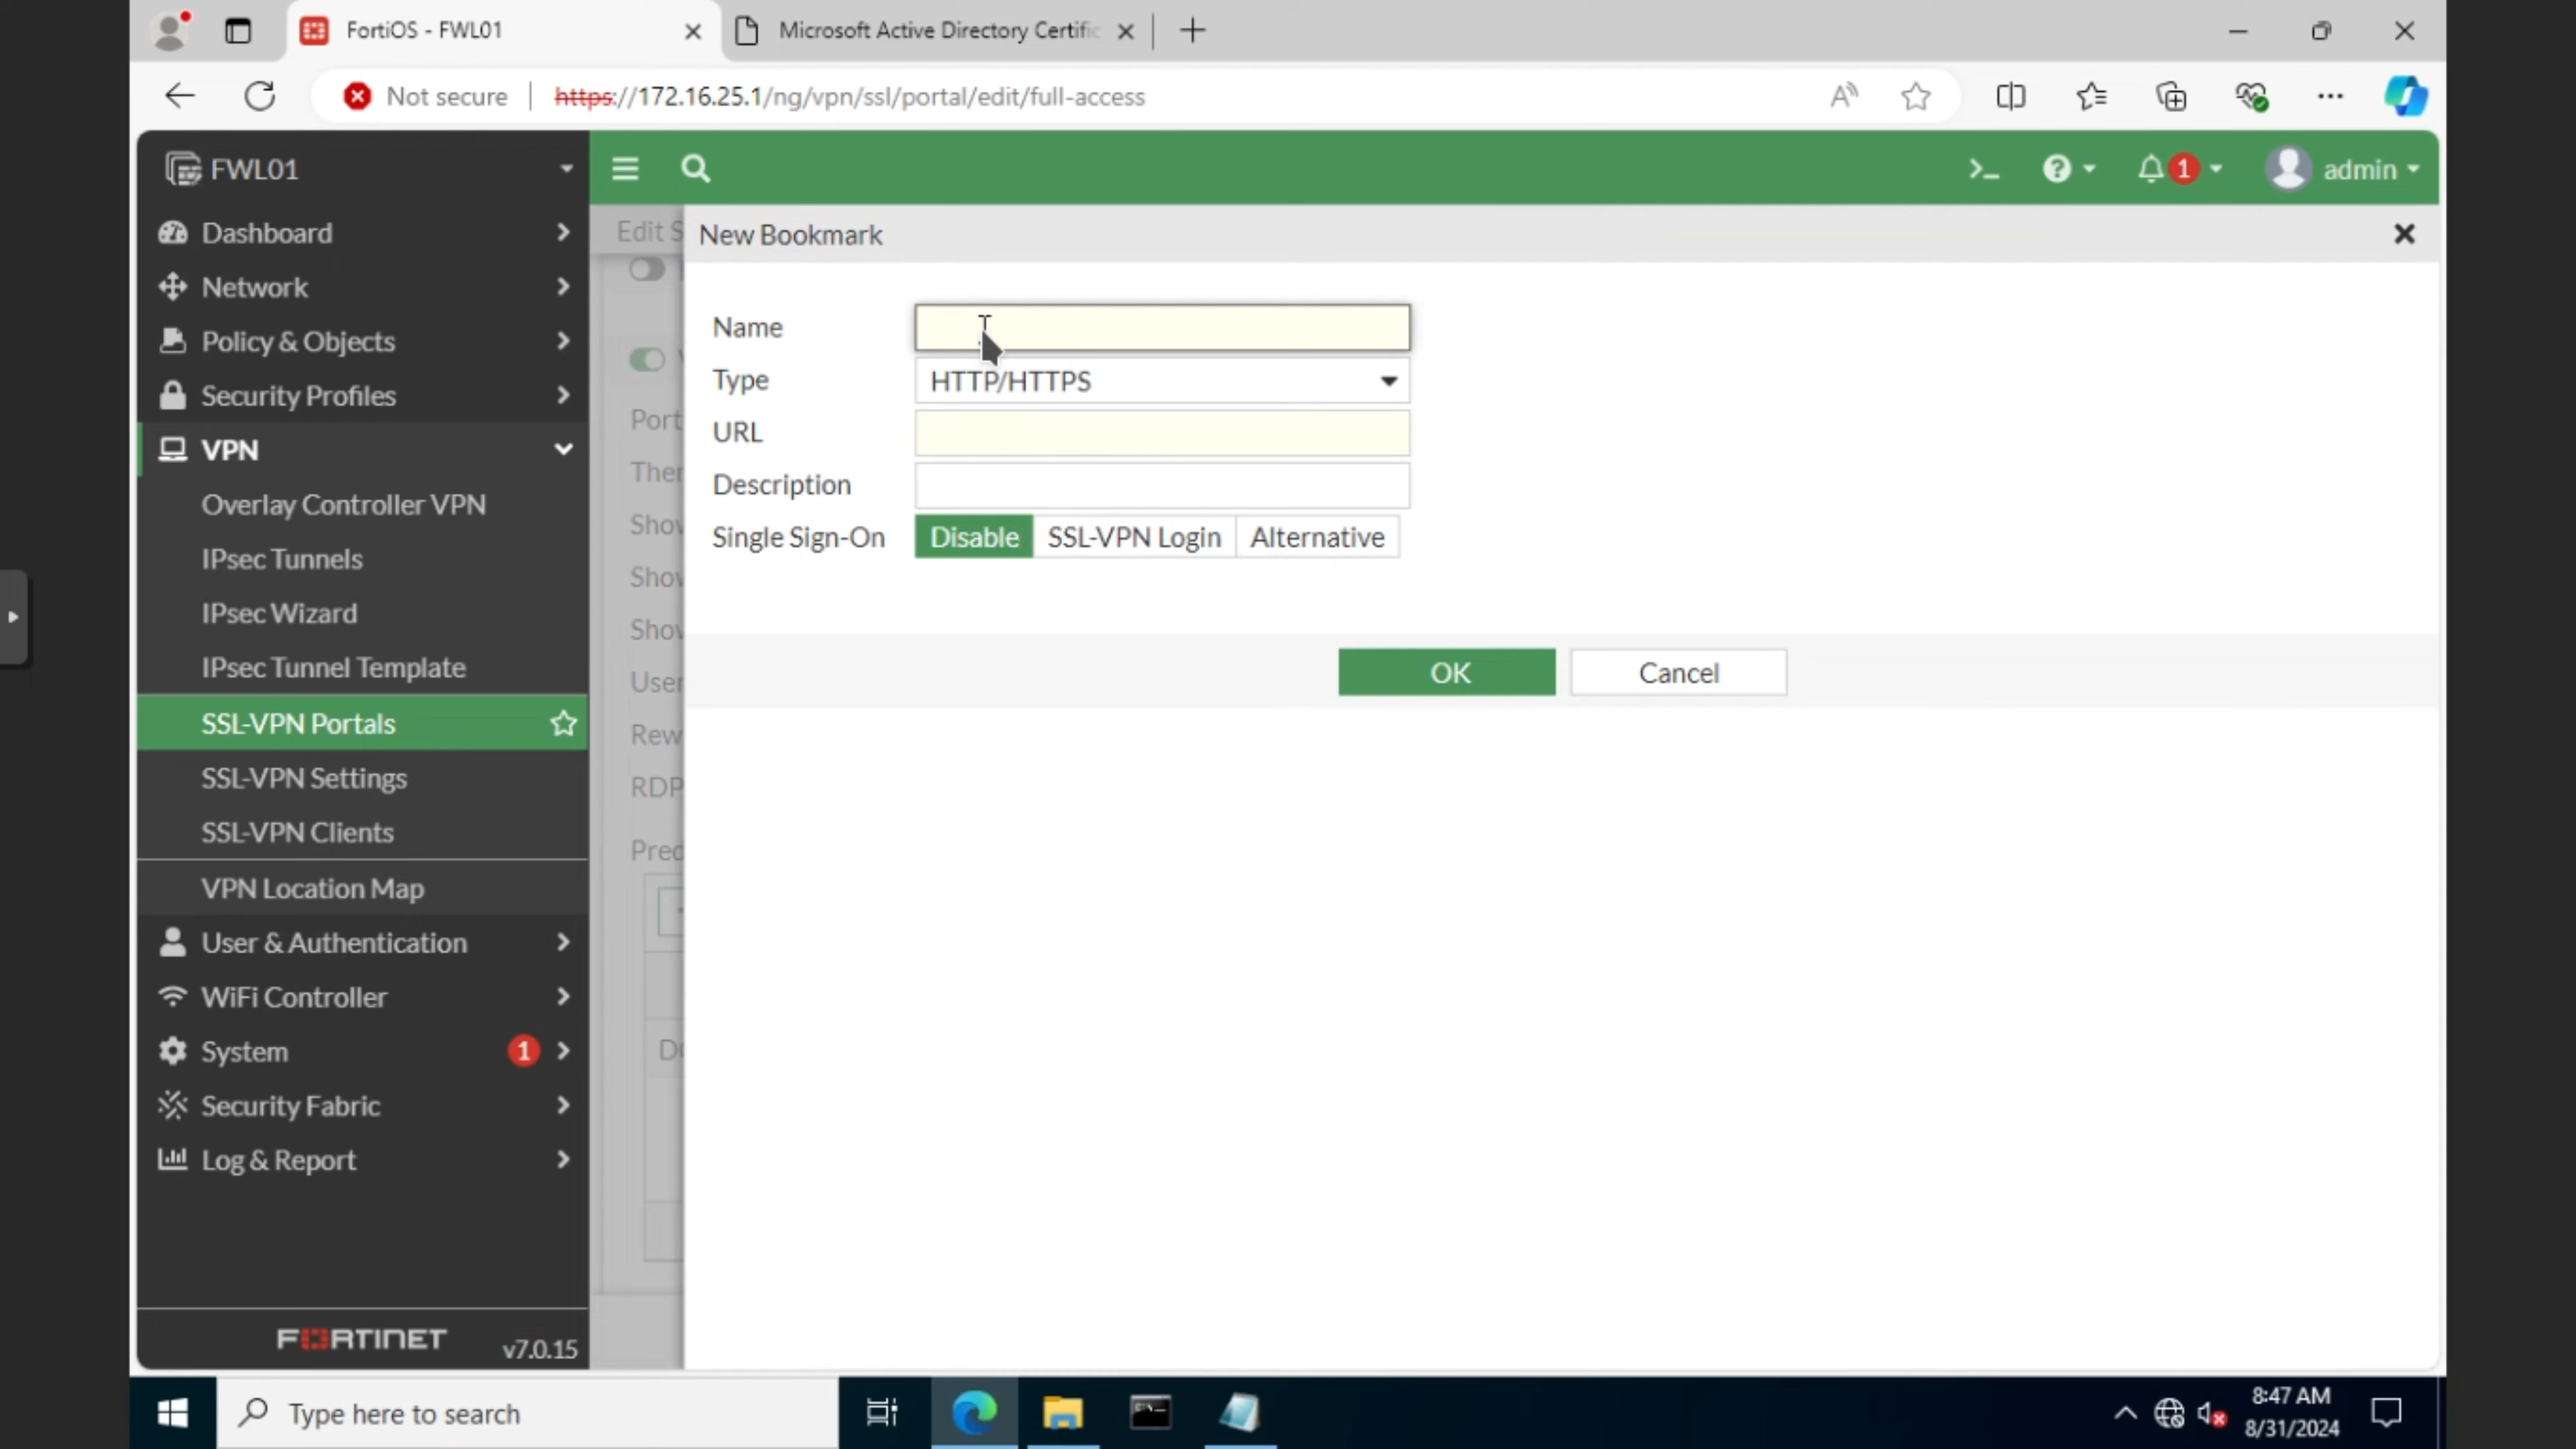 FortiOS - FWL01
Microsoft Active Directory Certific
Not secure
https://172.16.25.1/ng/vpn/ssl/portal/edit/full-access
FWL01
1
admin
Dashboard
Network
Policy & Objects
Security Profiles
VPN
Overlay Controller VPN
IPsec Tunnels
IPsec Wizard
IPsec Tunnel Template
SSL-VPN Portals
SSL-VPN Settings
SSL-VPN Clients
VPN Location Map
User & Authentication
WiFi Controller
System
1
Security Fabric
Log & Report
FORTINET
v7.0.15
Edit S
Port
Ther
Shov
Shov
Shov
User
Rew
RDP
Pred
New Bookmark
Name
Type
HTTP/HTTPS
URL
Description
Single Sign-On
Disable
SSL-VPN Login
Alternative
OK
Cancel
Type here to search
8:47 AM
8/31/2024